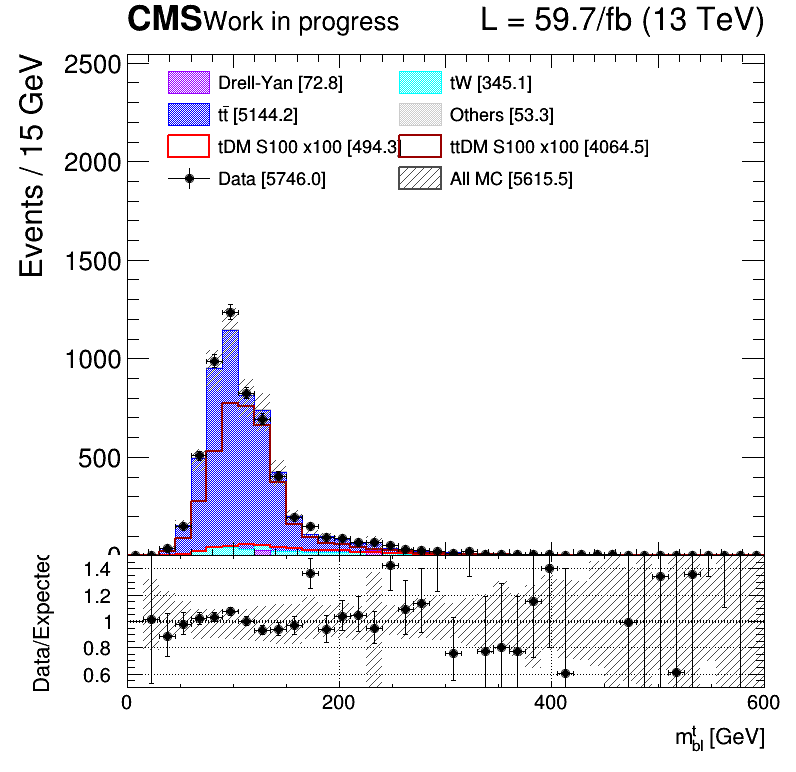 CMS Work in progress L = 59.7/fb (13 TeV)
Events / 15 GeV
2500
2000
1500
1000
500
0
Drell-Yan [72.8] tW [345.1]
tt̄ [5144.2] Others [53.3]
tDM S100 x100 [494.3] ttDM S100 x100 [4064.5]
Data [5746.0] All MC [5615.5]
Data/Expected
1.4
1.2
1
0.8
0.6
0 200 400 600
m^t_bl [GeV]